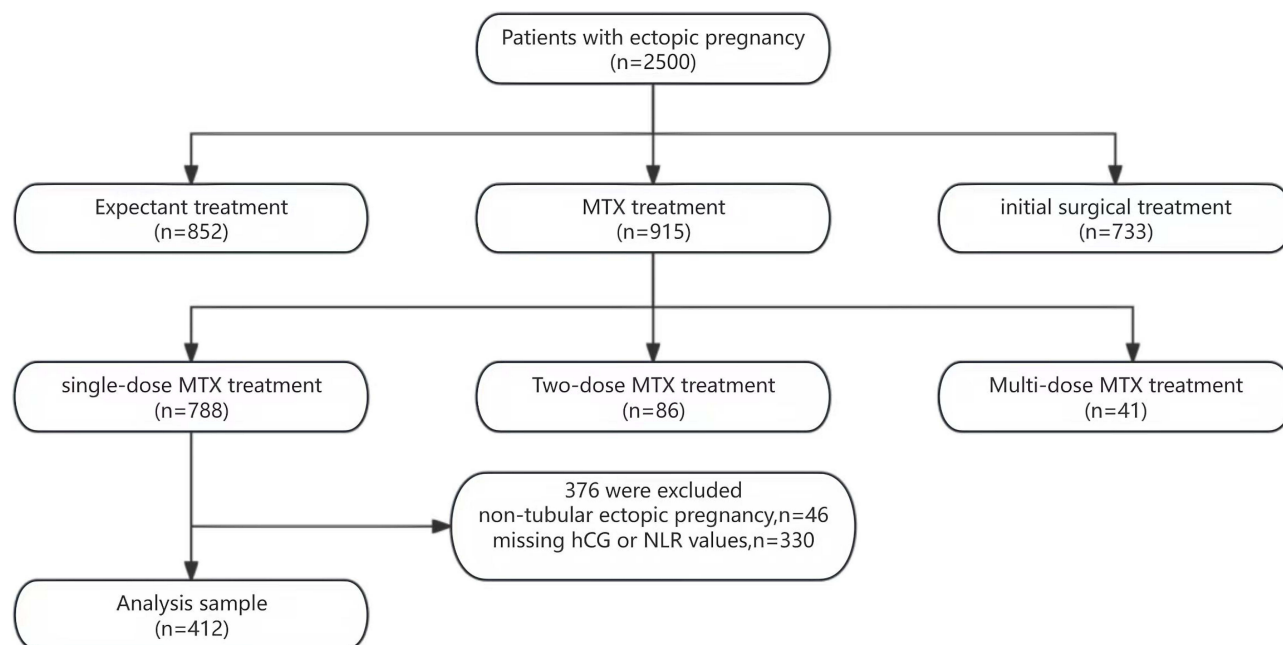 Patients with ectopic pregnancy
(n=2500)
Expectant treatment
(n=852)
MTX treatment
(n=915)
initial surgical treatment
(n=733)
single-dose MTX treatment
(n=788)
Two-dose MTX treatment
(n=86)
Multi-dose MTX treatment
(n=41)
376 were excluded
non-tubular ectopic pregnancy,n=46
missing hCG or NLR values,n=330
Analysis sample
(n=412)